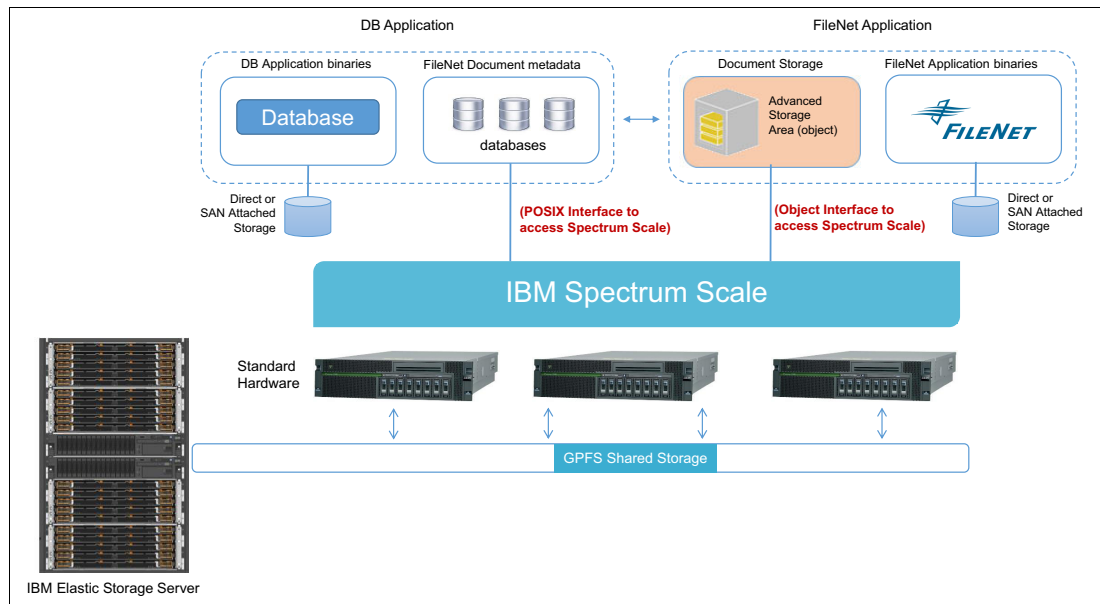 DB Application
FileNet Application
DB Application binaries
FileNet Document metadata
Document Storage
FileNet Application binaries
Database
databases
Advanced
Storage
Area (object)
FILENET
Direct or
SAN Attached
Storage
(POSIX Interface to
access Spectrum Scale)
(Object Interface to
access Spectrum Scale)
Direct or
SAN Attached
Storage
IBM Spectrum Scale
Standard
Hardware
GPFS Shared Storage
IBM Elastic Storage Server